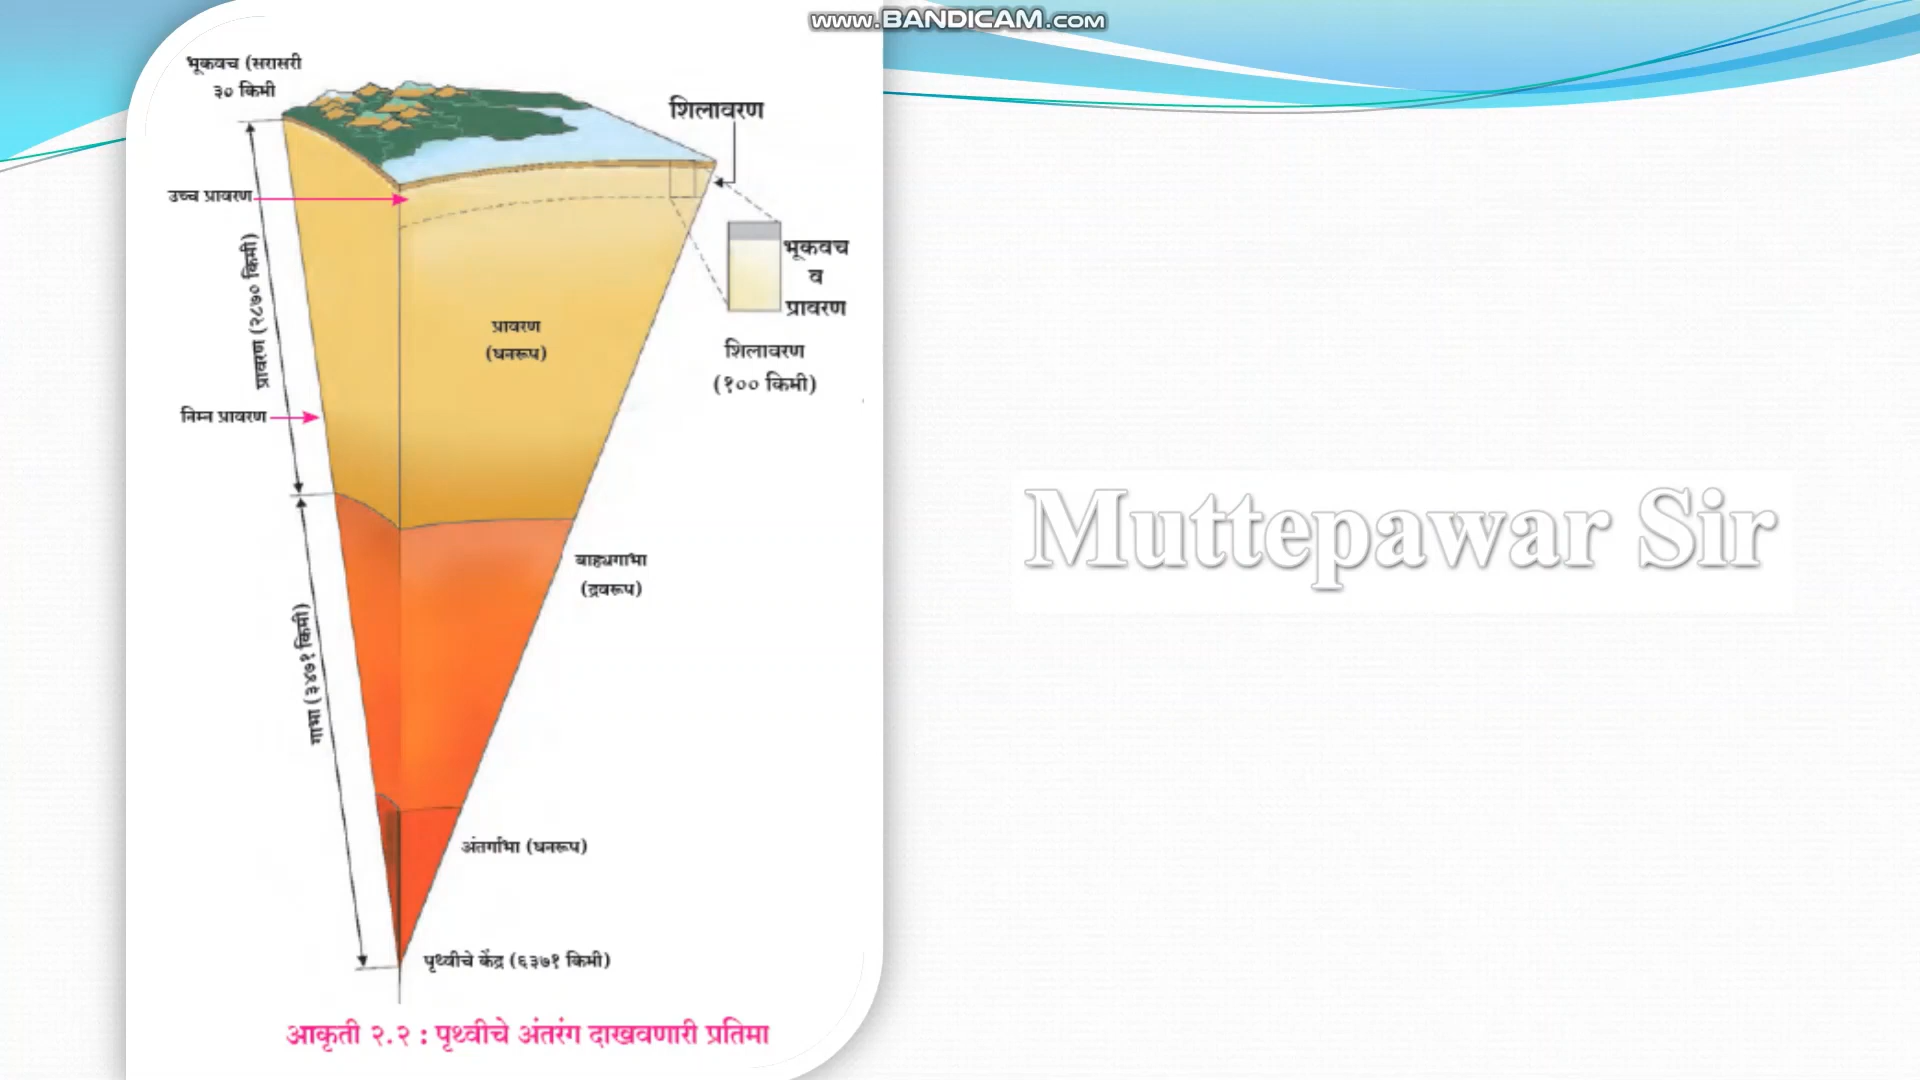 www.BANDICAM.com
भूकवच (सरासरी
३० किमी
शिलावरण
उच्च प्रावरण
भूकवच
व
प्रावरण
प्रावरण (२८७० किमी)
प्रावरण
(घनरूप)
शिलावरण
(१०० किमी)
निम्न प्रावरण
Muttepawar Sir
बाह्यगाभा
(द्रवरूप)
गाभा (३४७१ किमी)
अंतर्गाभा (घनरूप)
पृथ्वीचे केंद्र (६३७१ किमी)
आकृती २.२ : पृथ्वीचे अंतरंग दाखवणारी प्रतिमा